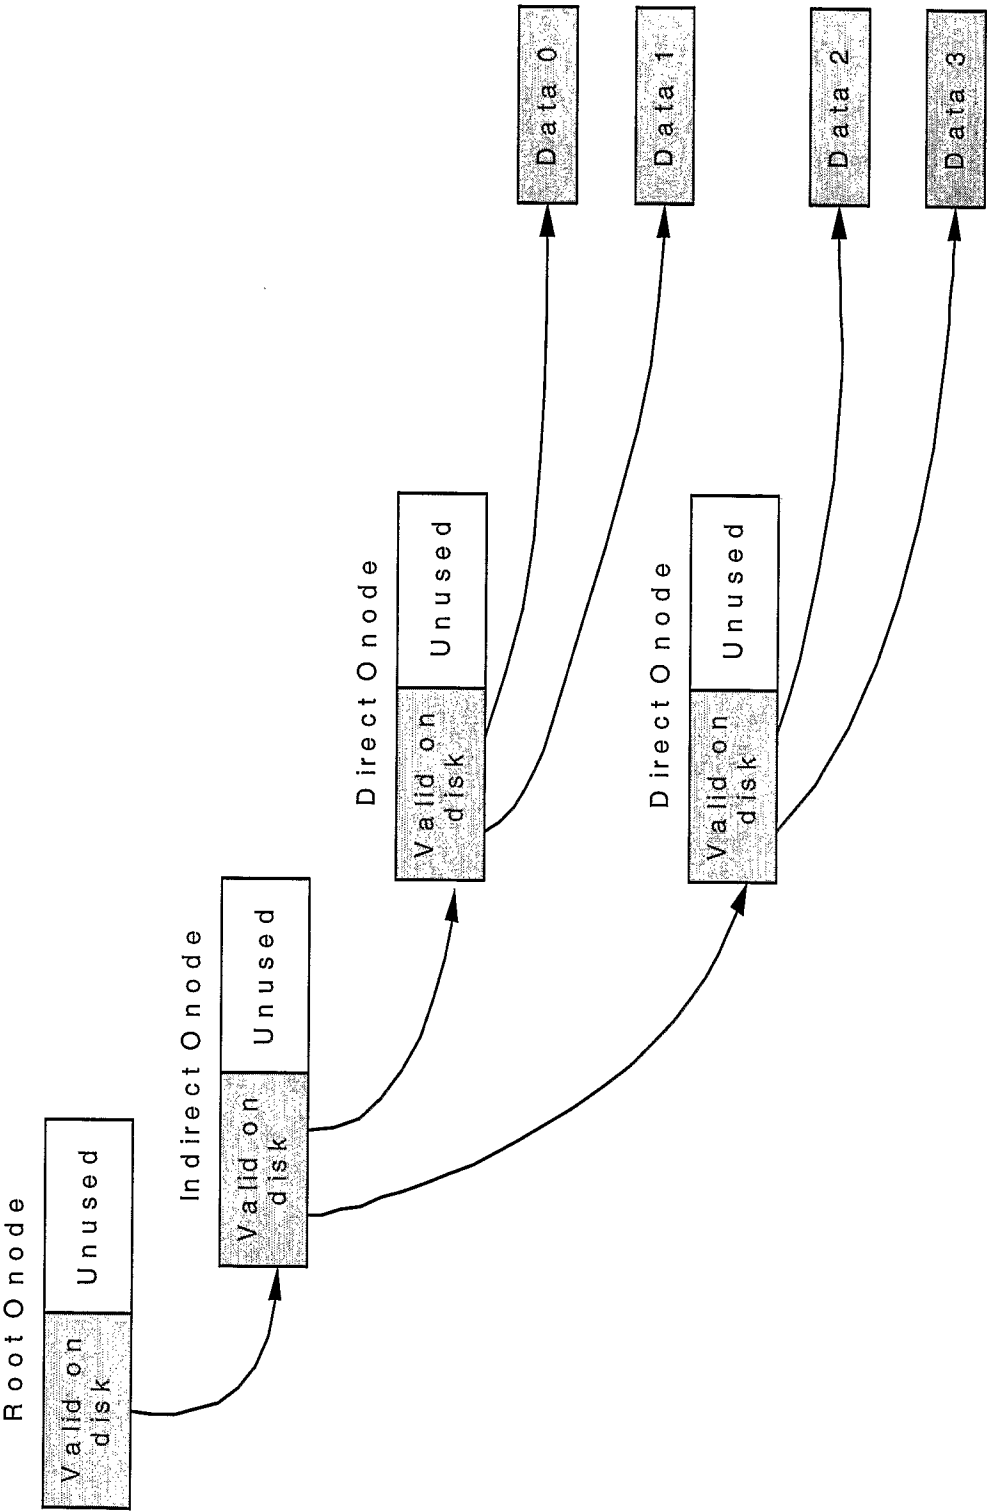 Root Onode
Valid on
disk
Unused
Indirect Onode
Valid on
disk
Unused
Direct Onode
Valid on
disk
Unused
Direct Onode
Valid on
disk
Unused
Data 0
Data 1
Data 2
Data 3